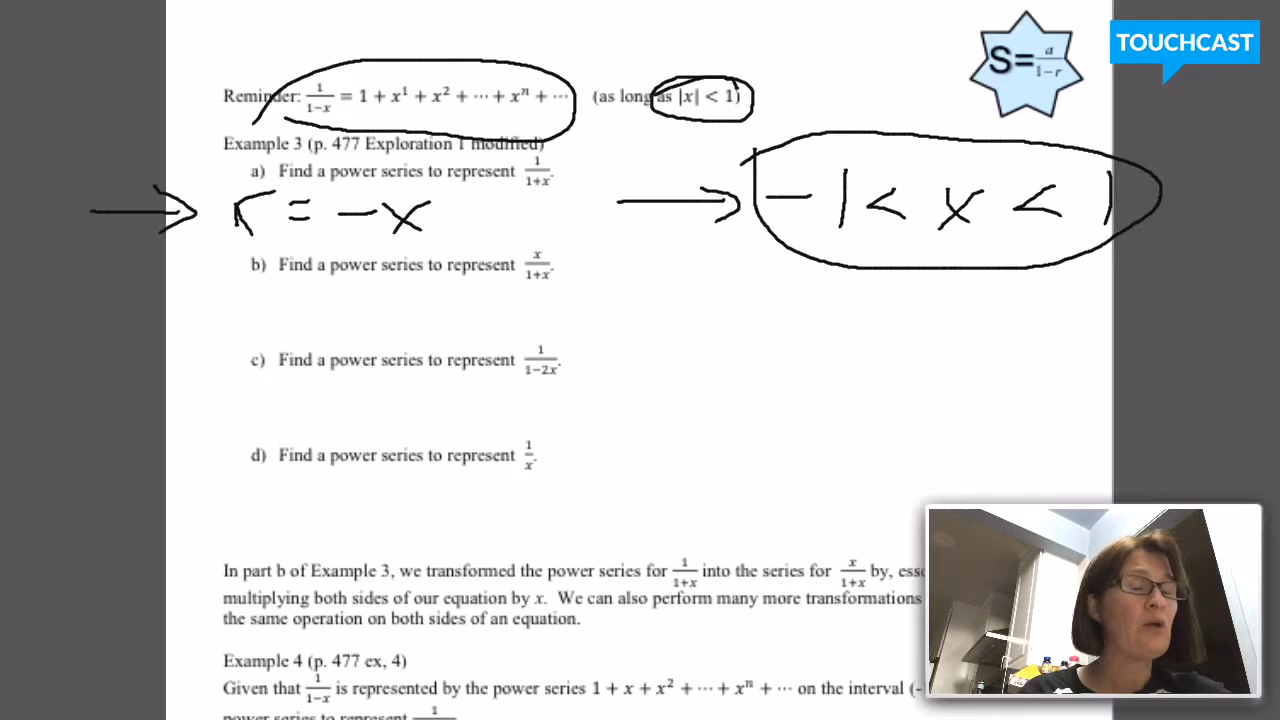 TOUCHCAST
S=a/1−r
Reminder: 1/1−x = 1 + x¹ + x² + ⋯ + xⁿ + ⋯ (as long as |x| < 1)
Example 3 (p. 477 Exploration 1 modified)
a) Find a power series to represent 1/1+x.
r = −x −1 < x < 1
b) Find a power series to represent x/1+x.
c) Find a power series to represent 1/1−2x.
d) Find a power series to represent 1/x.
In part b of Example 3, we transformed the power series for 1/1+x into the series for x/1+x by,
multiplying both sides of our equation by x. We can also perform many more transformations
the same operation on both sides of an equation.
Example 4 (p. 477 ex, 4)
Given that 1/1−x is represented by the power series 1 + x + x² + ⋯ + xⁿ + ⋯ on the interval (-
power series to represent 1